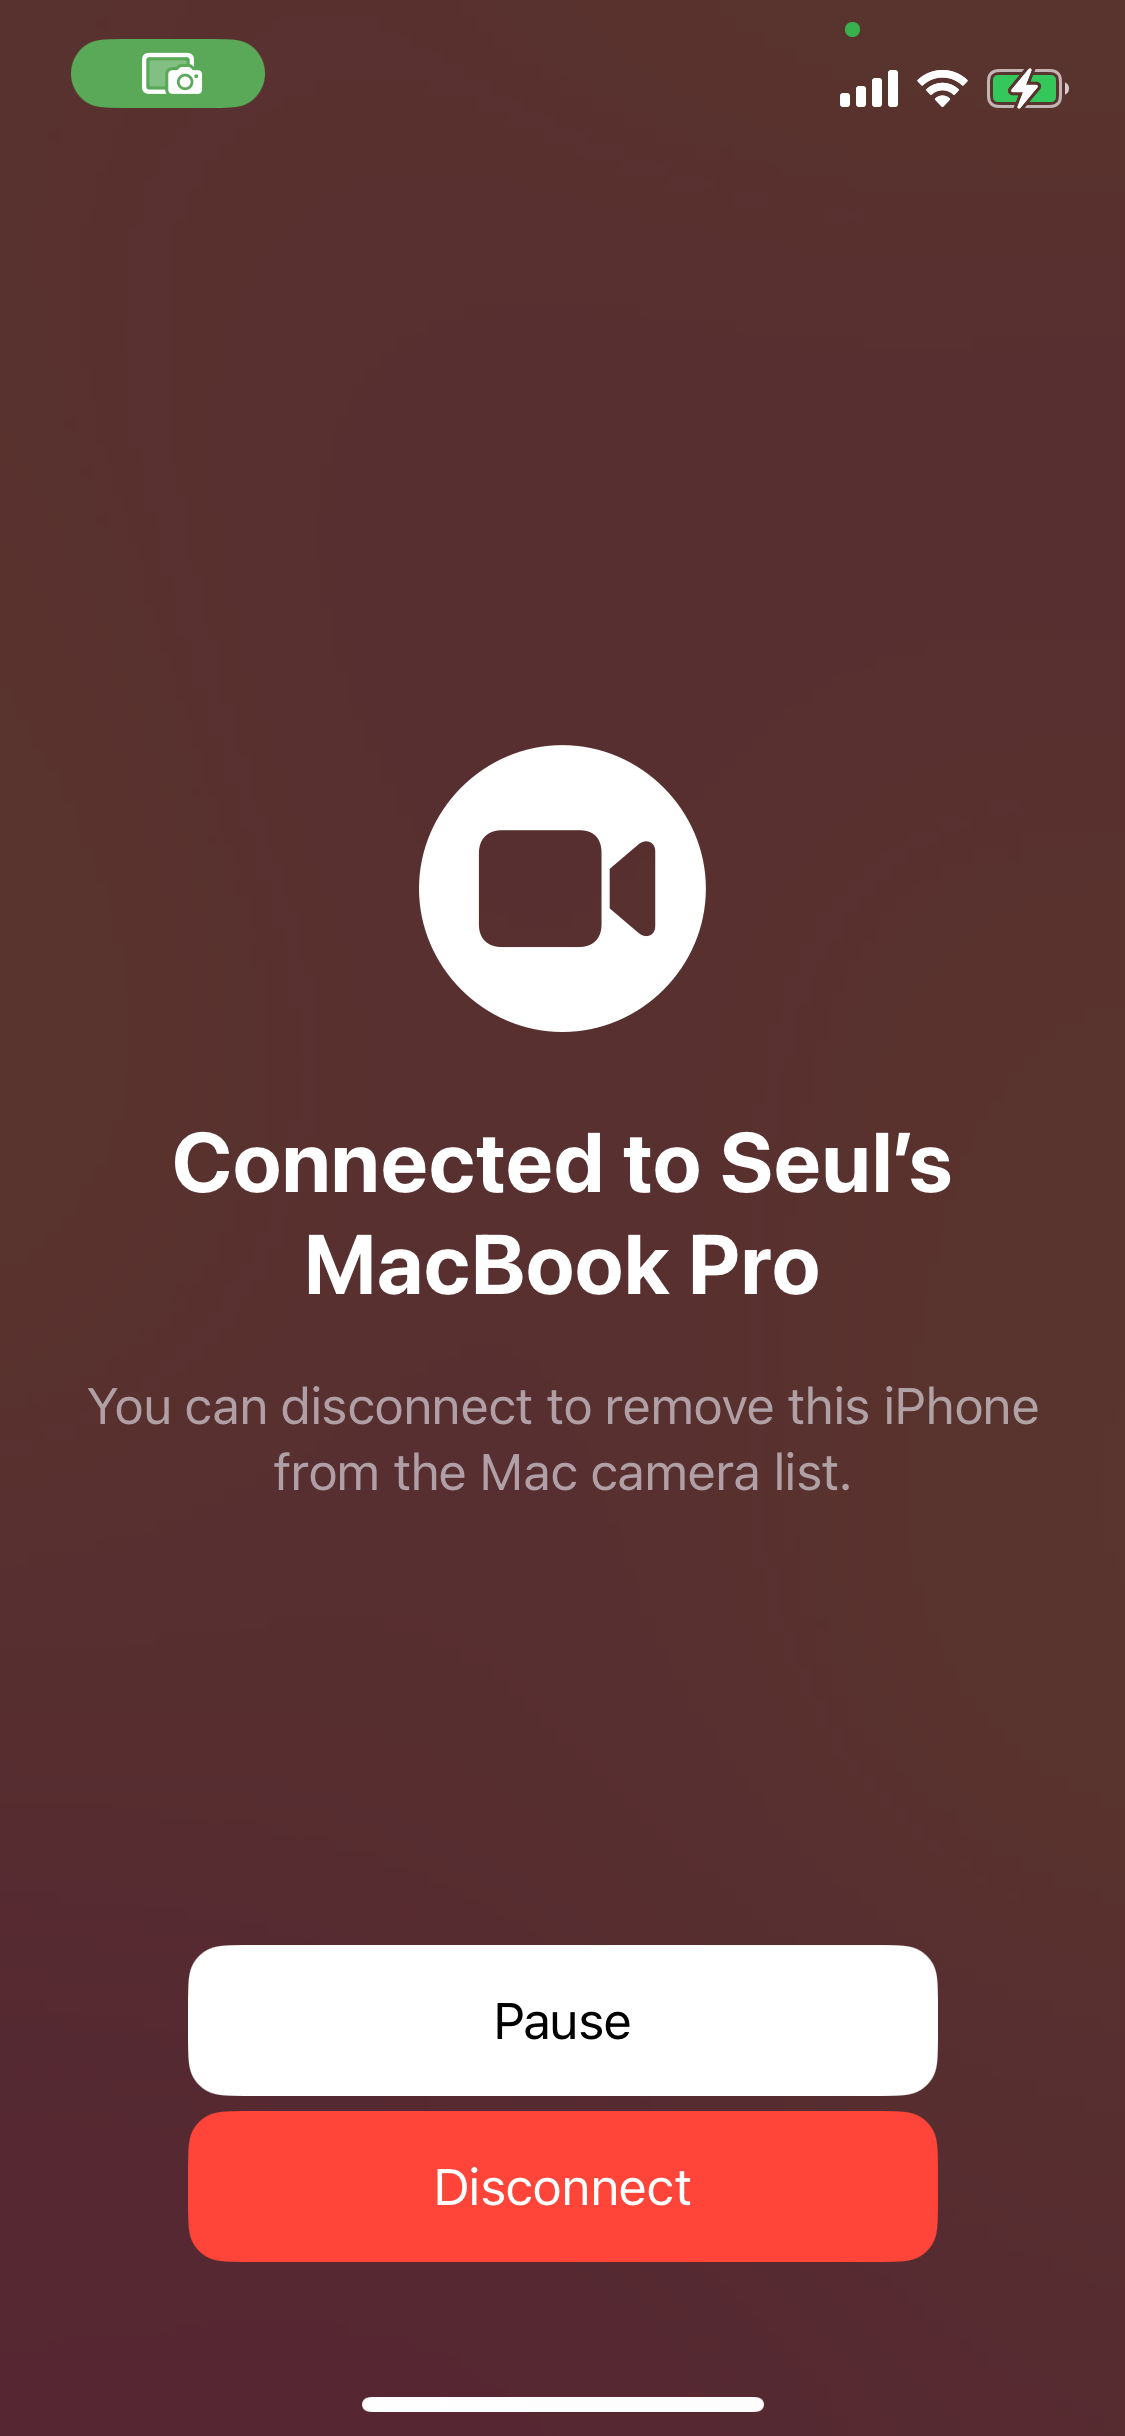 Connected to Seul’s
MacBook Pro
You can disconnect to remove this iPhone
from the Mac camera list.
Pause
Disconnect